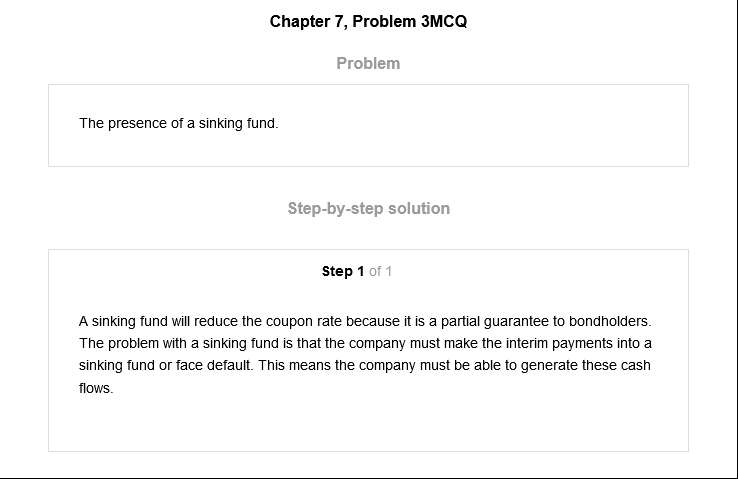 Chapter 7, Problem 3MCQ
Problem
The presence of a sinking fund.
Step-by-step solution
Step 1 of 1
A sinking fund will reduce the coupon rate because it is a partial guarantee to bondholders.
The problem with a sinking fund is that the company must make the interim payments into a
sinking fund or face default. This means the company must be able to generate these cash
flows.